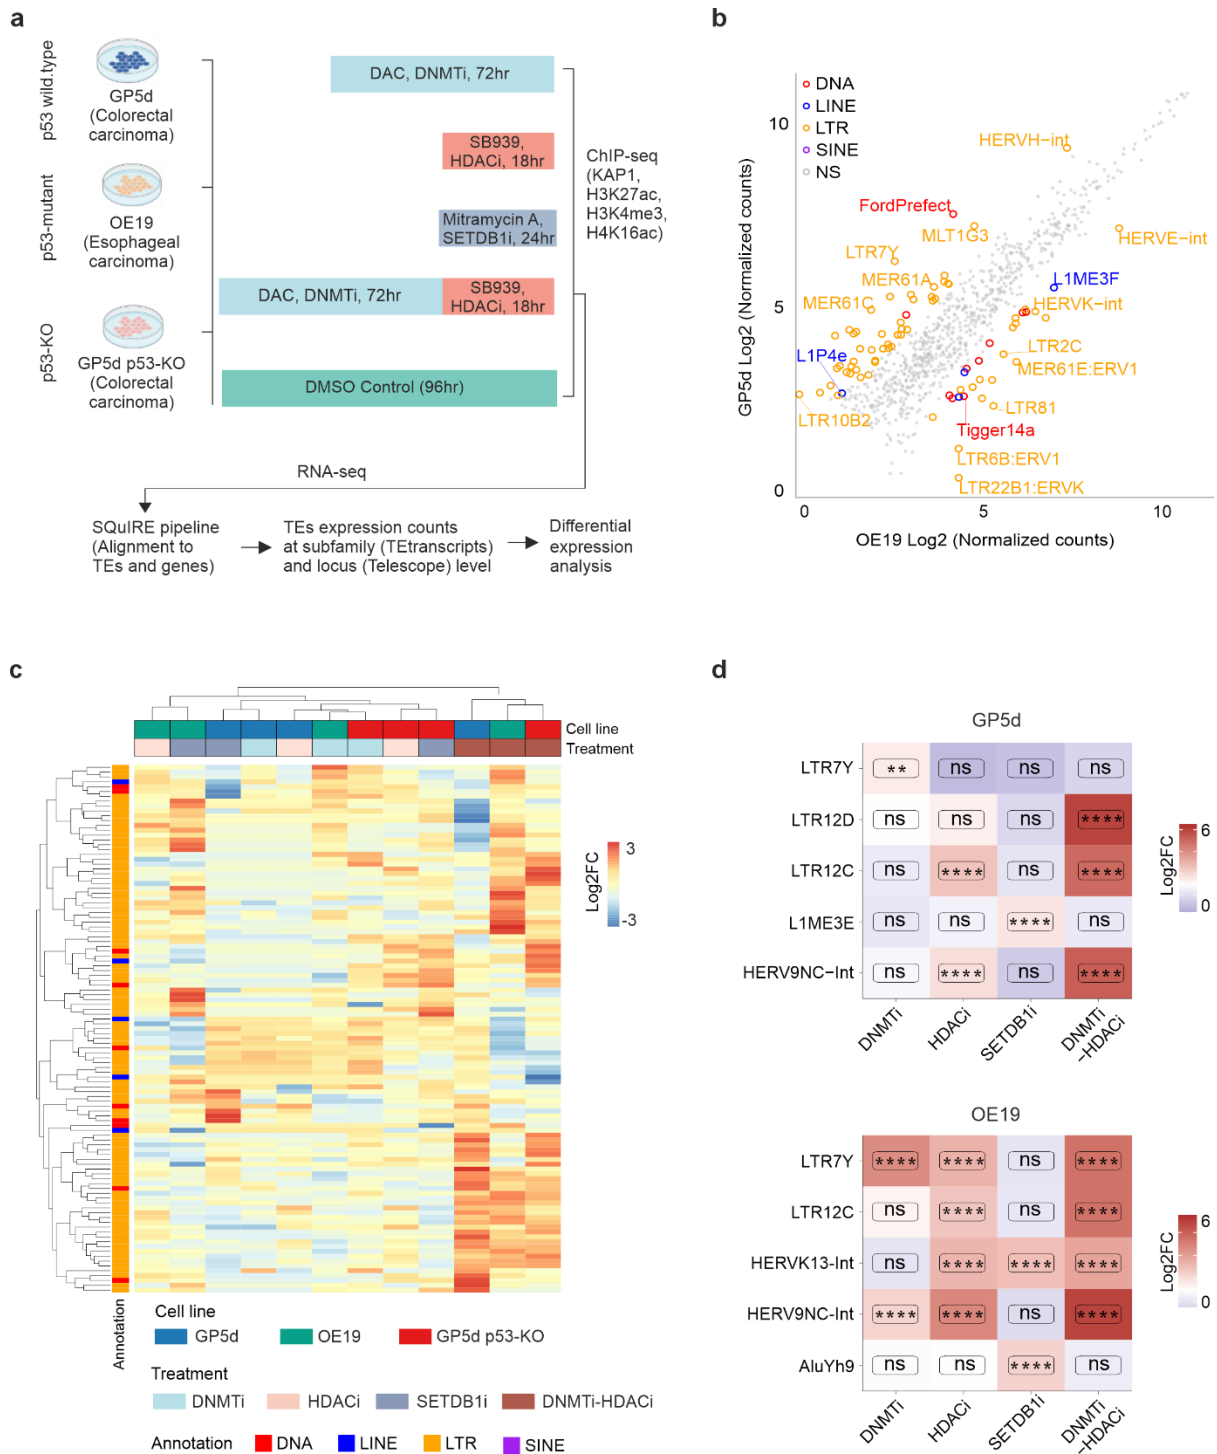 a
p53 wild.type
GP5d
(Colorectal
carcinoma)
p53-mutant
OE19
(Esophageal
carcinoma)
p53-KO
GP5d p53-KO
(Colorectal
carcinoma)
DAC, DNMTi, 72hr
SB939,
HDACi, 18hr
Mitramycin A,
SETDB1i, 24hr
DAC, DNMTi, 72hr
SB939,
HDACi, 18hr
DMSO Control (96hr)
ChIP-seq
(KAP1,
H3K27ac,
H3K4me3,
H4K16ac)
RNA-seq
SQuIRE pipeline
(Alignment to
TEs and genes)
TEs expression counts
at subfamily (TEtranscripts)
and locus (Telescope) level
Differential
expression
analysis
b
DNA
LINE
LTR
SINE
NS
10
5
0
GP5d Log2 (Normalized counts)
HERVH-int
FordPrefect
MLT1G3
HERVE-int
LTR7Y
MER61A
L1ME3F
MER61C
HERVK-int
L1P4e
LTR2C
MER61E:ERV1
LTR10B2
LTR81
Tigger14a
LTR6B:ERV1
LTR22B1:ERVK
0
5
10
OE19 Log2 (Normalized counts)
c
Cell line
Treatment
3
-3
Log2FC
Annotation
Cell line
GP5d
OE19
GP5d p53-KO
Treatment
DNMTi
HDACi
SETDB1i
DNMTi-HDACi
Annotation
DNA
LINE
LTR
SINE
d
GP5d
LTR7Y
** ns ns ns
LTR12D
ns ns ns ****
LTR12C
ns **** ns ****
L1ME3E
ns ns **** ns
HERV9NC-Int
ns **** ns ****
DNMTi
HDACi
SETDB1i
DNMTi
-HDACi
Log2FC
6
0
OE19
LTR7Y
**** **** ns ****
LTR12C
ns **** ns ****
HERVK13-Int
ns **** **** ****
HERV9NC-Int
**** **** ns ****
AluYh9
ns ns **** ns
DNMTi
HDACi
SETDB1i
DNMTi
-HDACi
Log2FC
6
0